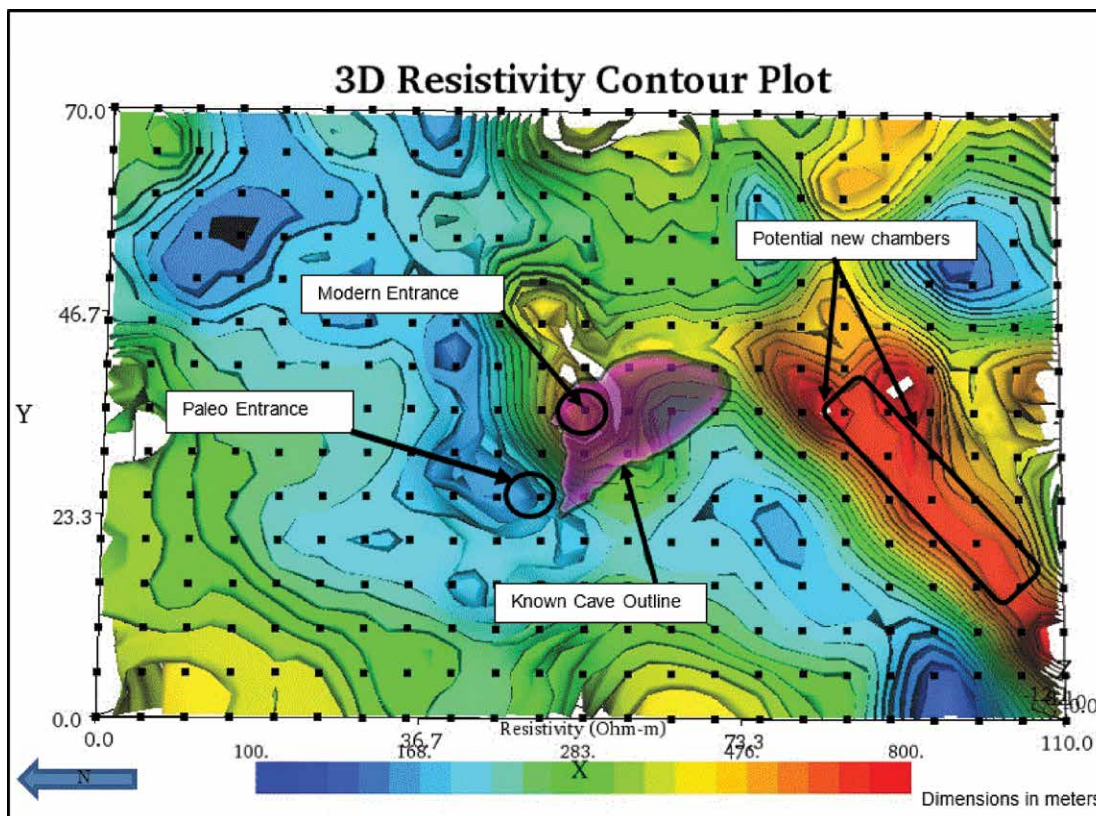 3D Resistivity Contour Plot
70.0
Potential new chambers
Modern Entrance
46.7
Paleo Entrance
Y
23.3
Known Cave Outline
0.0
0.0 36.7 73.3 110.0
Resistivity (Ohm-m)
100. 168. 283. 476. 800.
X
N
Dimensions in meters